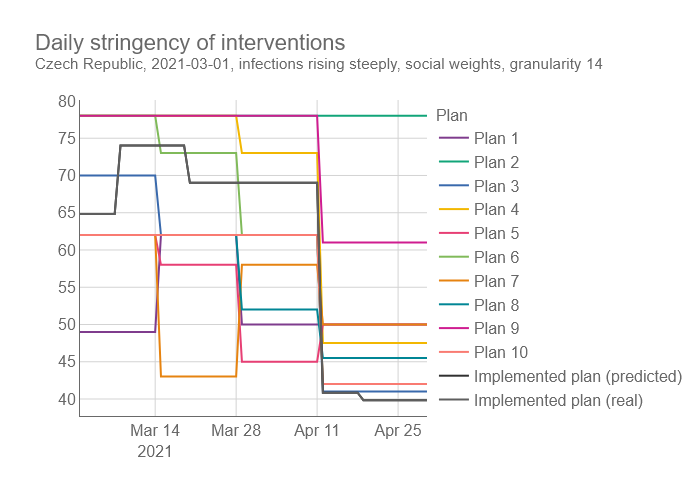 Daily stringency of interventions
Czech Republic, 2021-03-01, infections rising steeply, social weights, granularity 14
80
75
70
65
60
55
50
45
40
Mar 14
2021
Mar 28
Apr 11
Apr 25
Plan
Plan 1
Plan 2
Plan 3
Plan 4
Plan 5
Plan 6
Plan 7
Plan 8
Plan 9
Plan 10
Implemented plan (predicted)
Implemented plan (real)